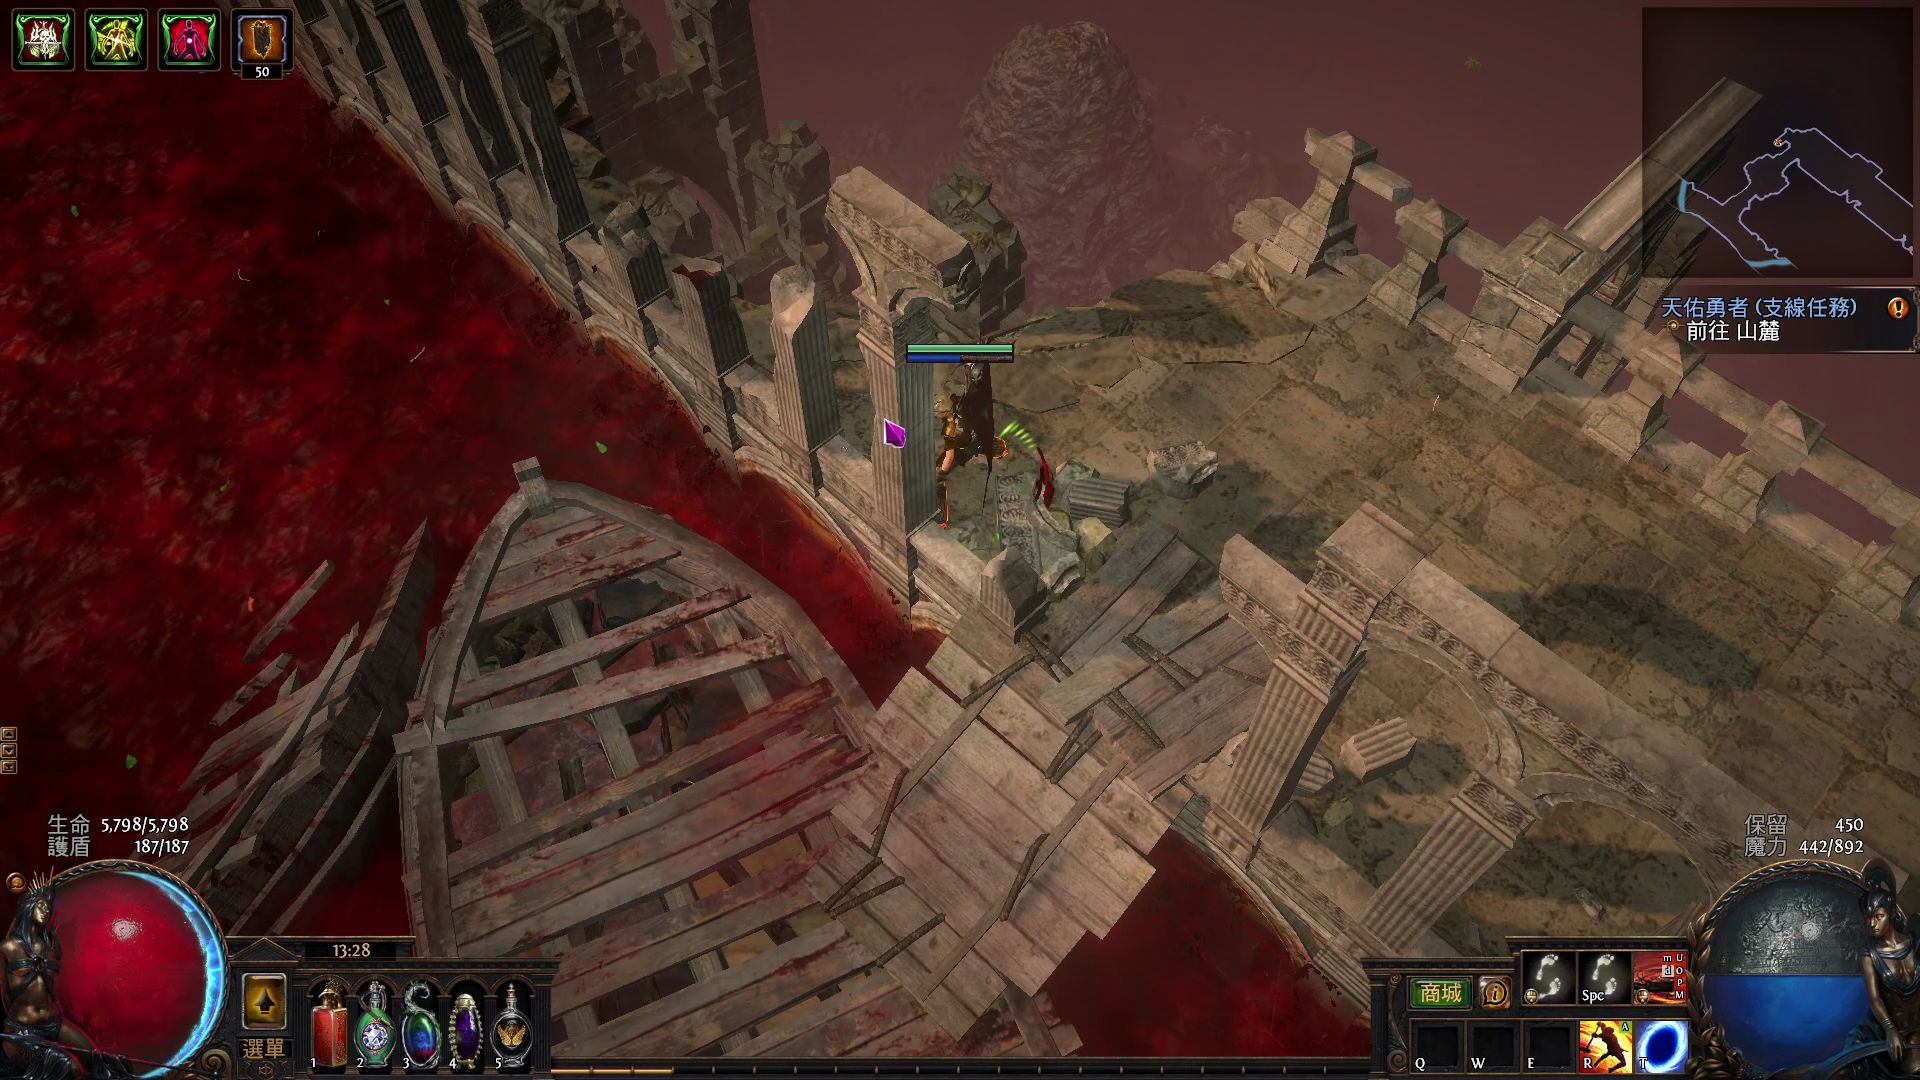 50
天佑勇者 (支線任務)
前往 山麓
生命 5,798/5,798
護盾 187/187
保留 450
魔力 442/892
13:28
選單
1
2
3
4
5
商城
Spc
m U
d O
P
M
Q
W
E
R
A
T